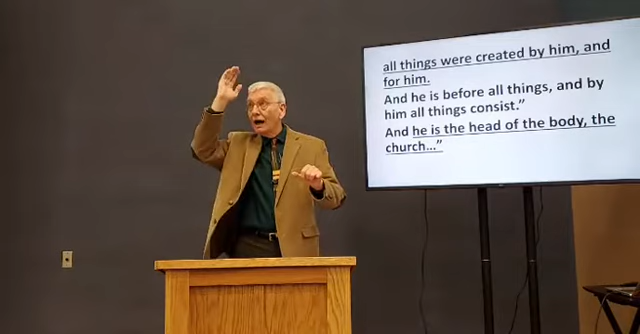 all things were created by him, and
for him.
And he is before all things, and by
him all things consist.”
And he is the head of the body, the
church...”